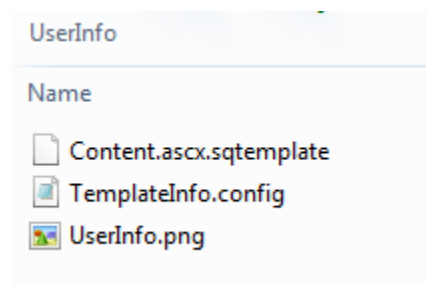 UserInfo
Name
Content.ascx.sqtemplate
TemplateInfo.config
UserInfo.png